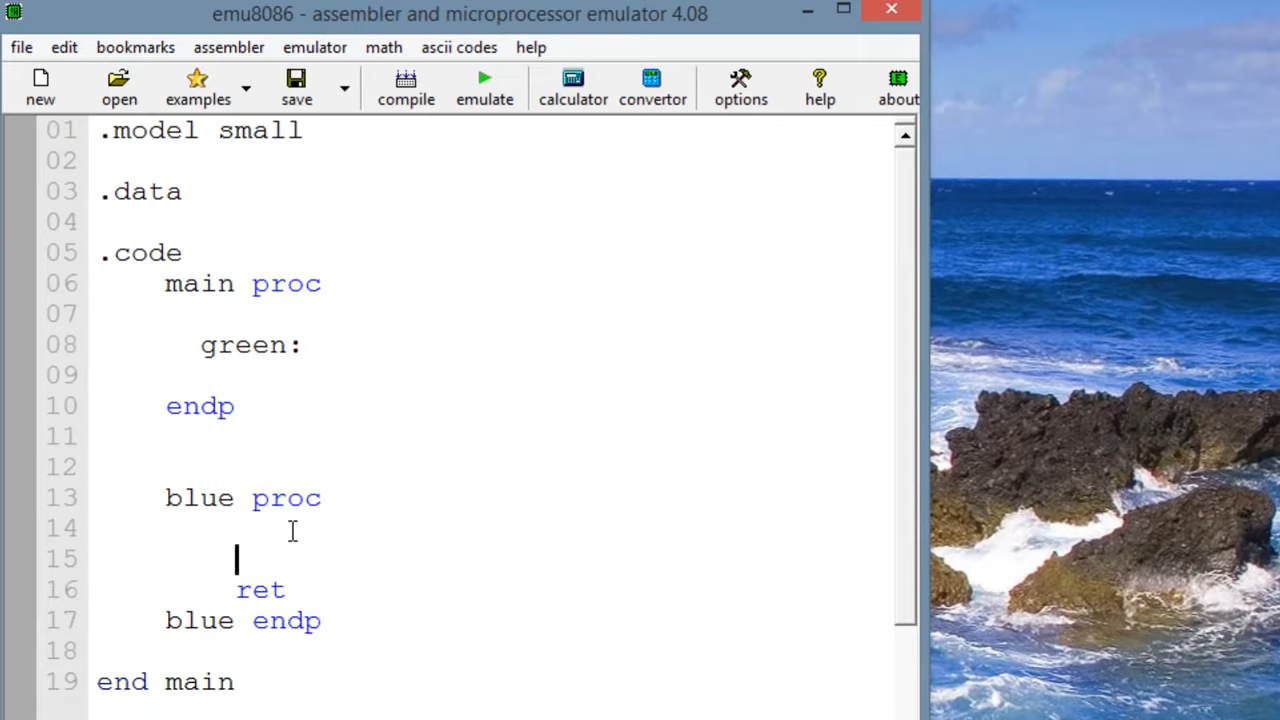 emu8086 - assembler and microprocessor emulator 4.08
file edit bookmarks assembler emulator math ascii codes help
new open examples save compile emulate calculator convertor options help about
01 .model small
02
03 .data
04
05 .code
06 main proc
07
08 green:
09
10 endp
11
12
13 blue proc
14
15
16 ret
17 blue endp
18
19 end main